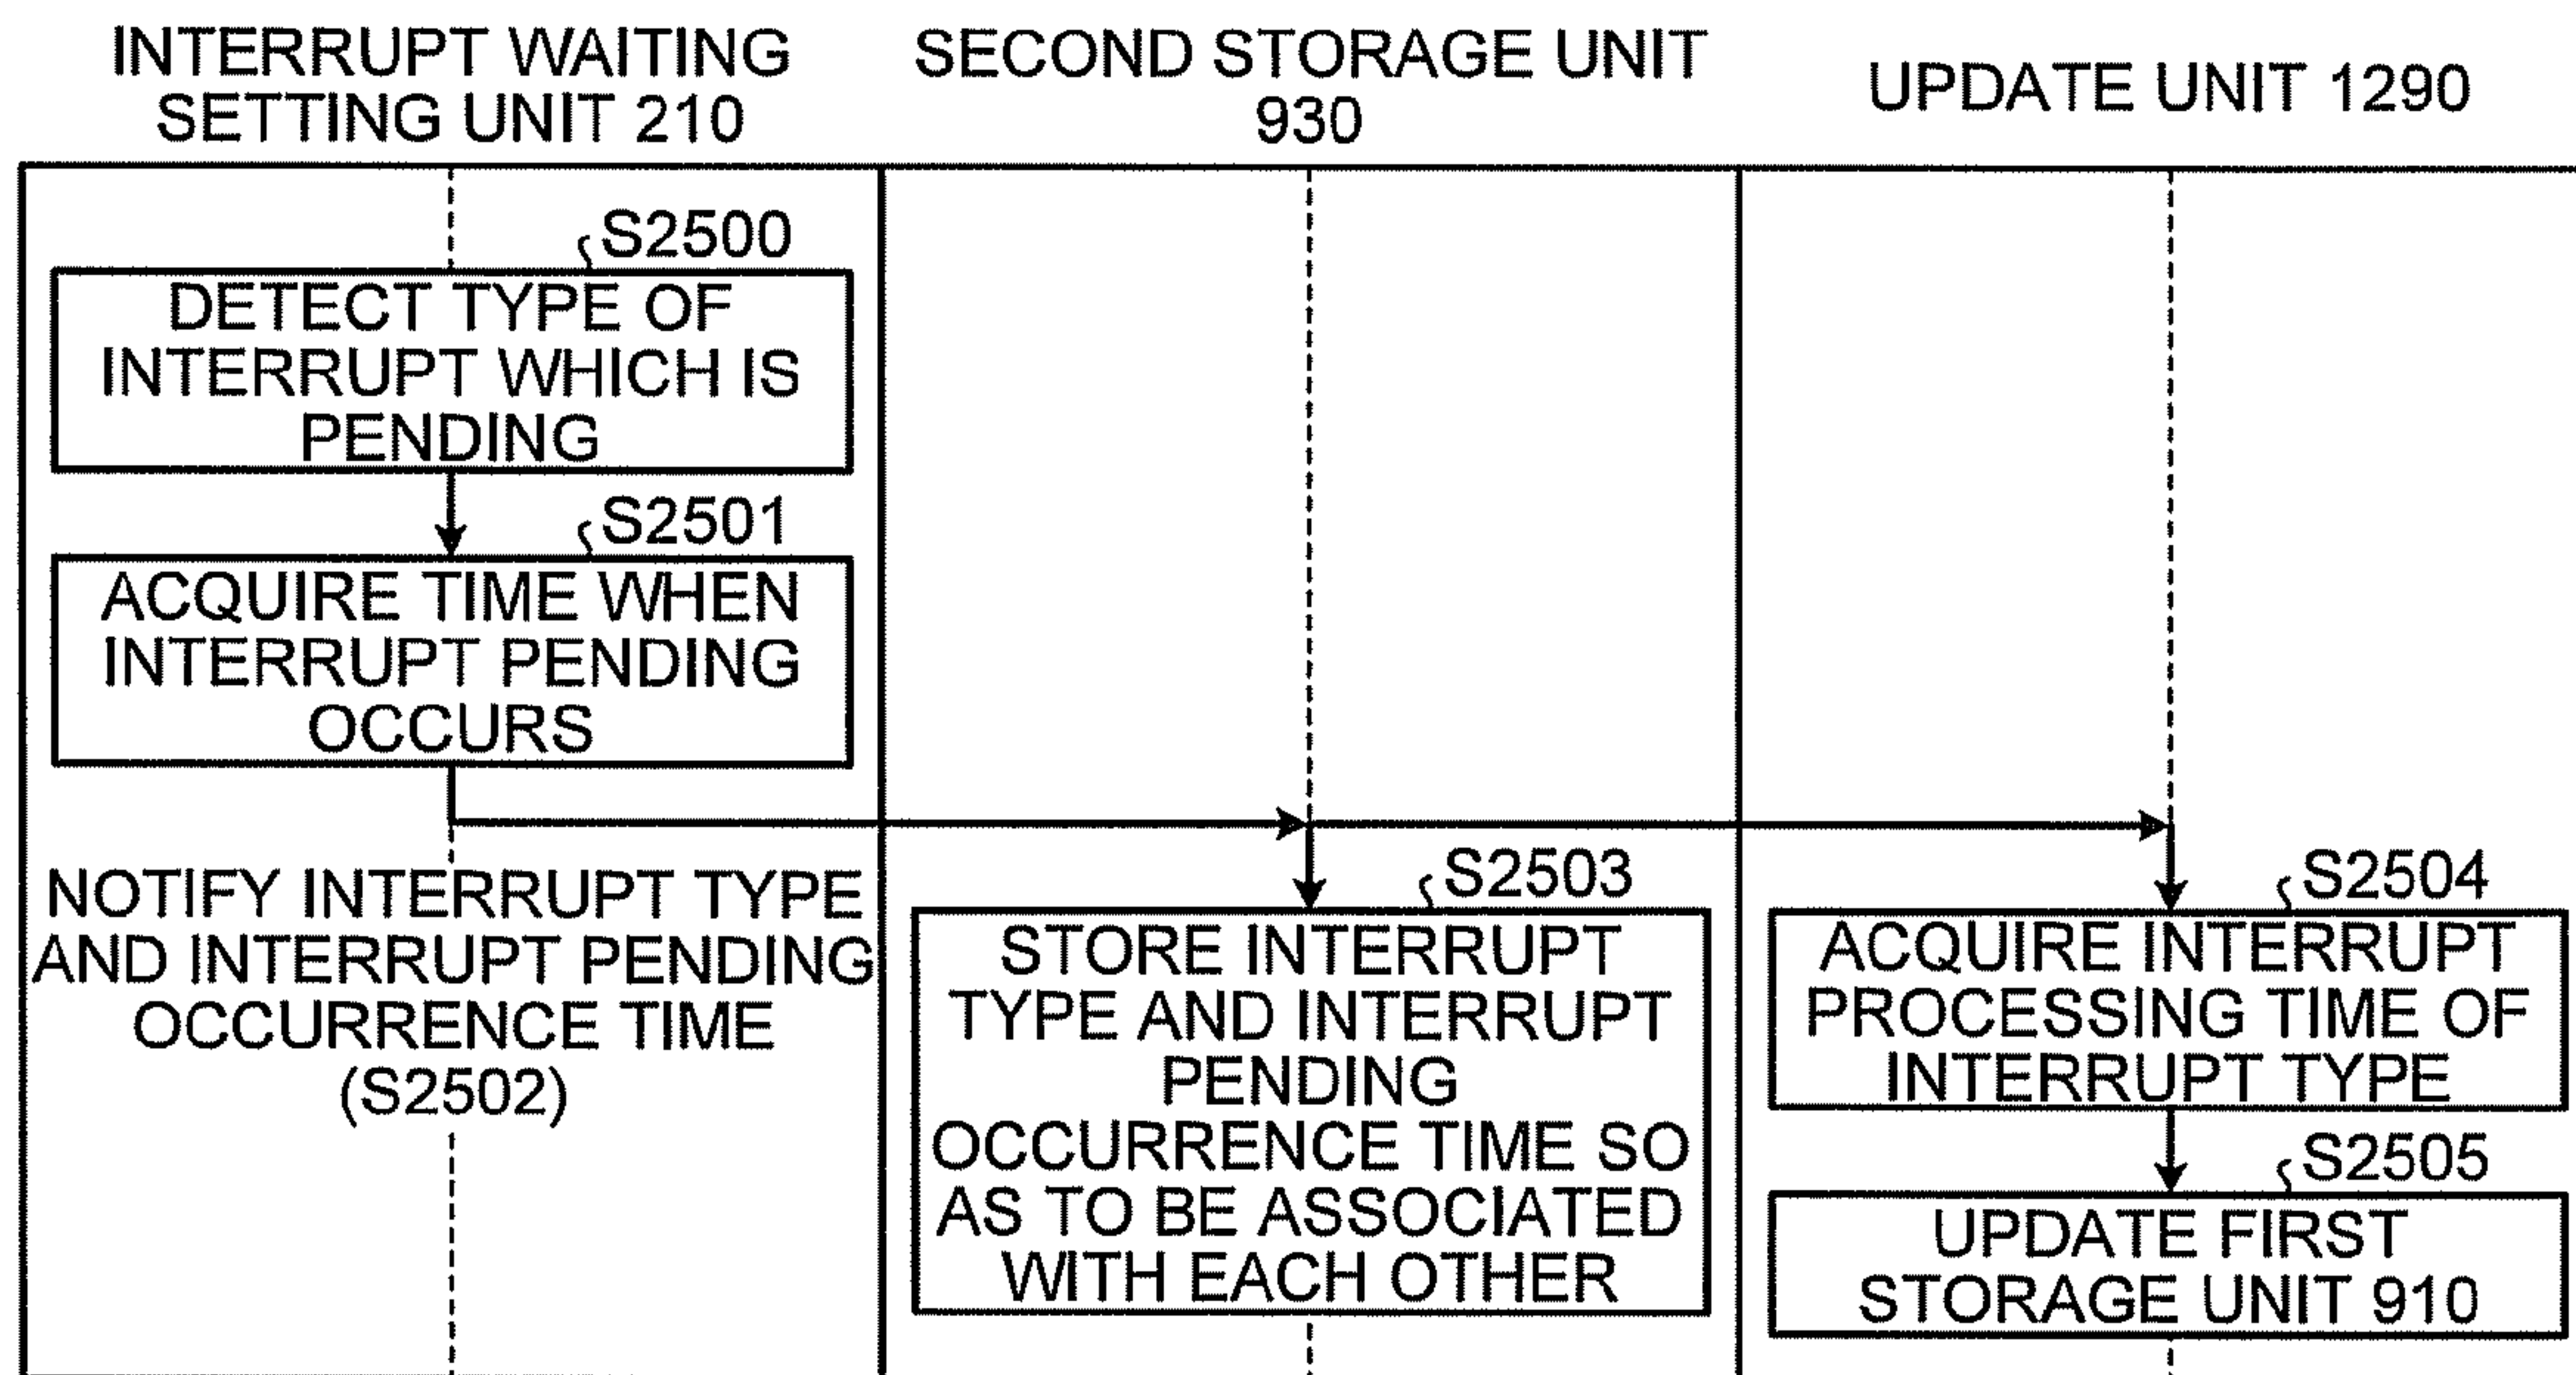 INTERRUPT WAITING
SETTING UNIT 210
SECOND STORAGE UNIT
930
UPDATE UNIT 1290
S2500
DETECT TYPE OF
INTERRUPT WHICH IS
PENDING
S2501
ACQUIRE TIME WHEN
INTERRUPT PENDING
OCCURS
NOTIFY INTERRUPT TYPE
AND INTERRUPT PENDING
OCCURRENCE TIME
(S2502)
S2503
STORE INTERRUPT
TYPE AND INTERRUPT
PENDING
OCCURRENCE TIME SO
AS TO BE ASSOCIATED
WITH EACH OTHER
S2504
ACQUIRE INTERRUPT
PROCESSING TIME OF
INTERRUPT TYPE
S2505
UPDATE FIRST
STORAGE UNIT 910